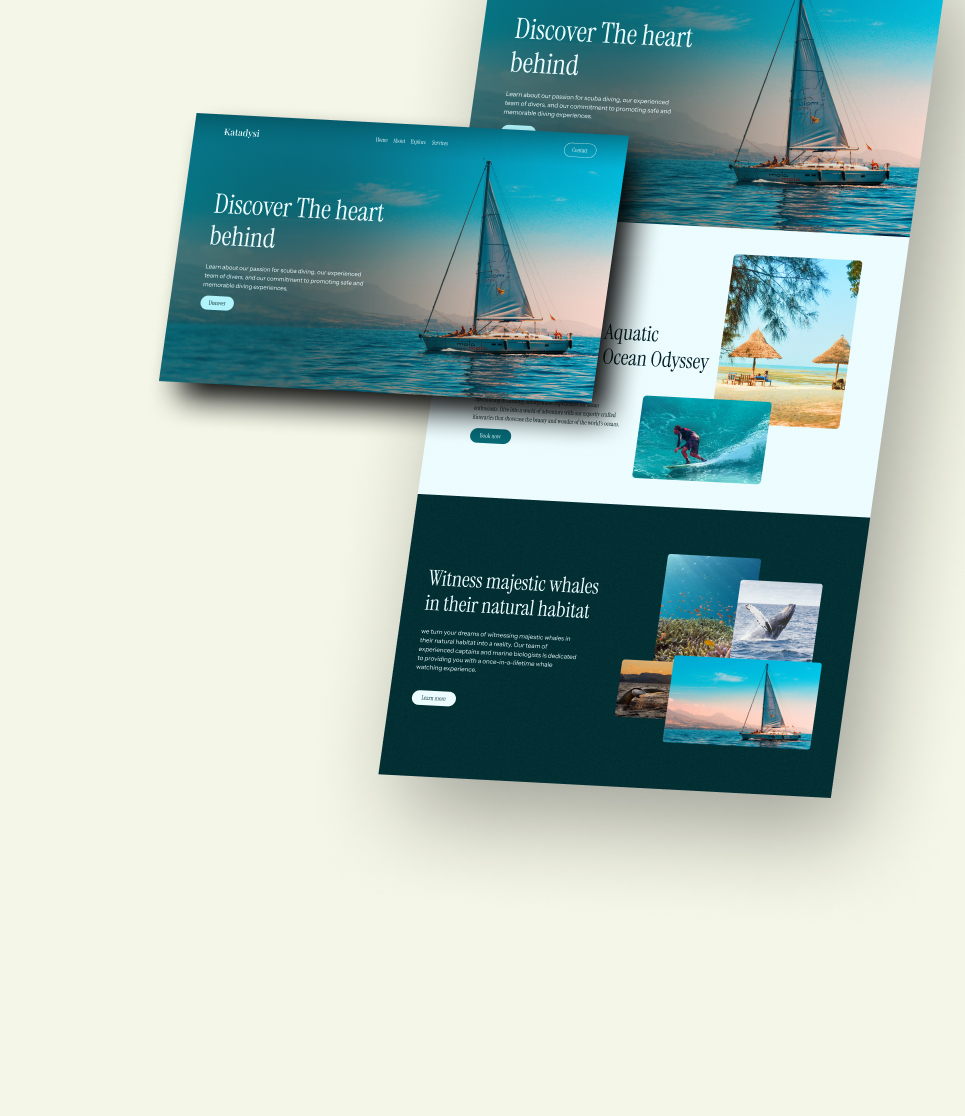 Discover The heart
behind
Learn about our passion for scuba diving, our experienced
team of divers, and our commitment to promoting safe and
memorable diving experiences.
Katadysi
Home About Explore Services
Contact
Discover The heart
behind
Learn about our passion for scuba diving, our experienced
team of divers, and our commitment to promoting safe and
memorable diving experiences.
Discover
Aquatic
Ocean Odyssey
enthusiasts. Dive into a world of adventure with our expertly crafted
itineraries that showcase the beauty and wonder of the world's oceans.
Book now
Witness majestic whales
in their natural habitat
we turn your dreams of witnessing majestic whales in
their natural habitat into a reality. Our team of
experienced captains and marine biologists is dedicated
to providing you with a once-in-a-lifetime whale
watching experience.
Learn more